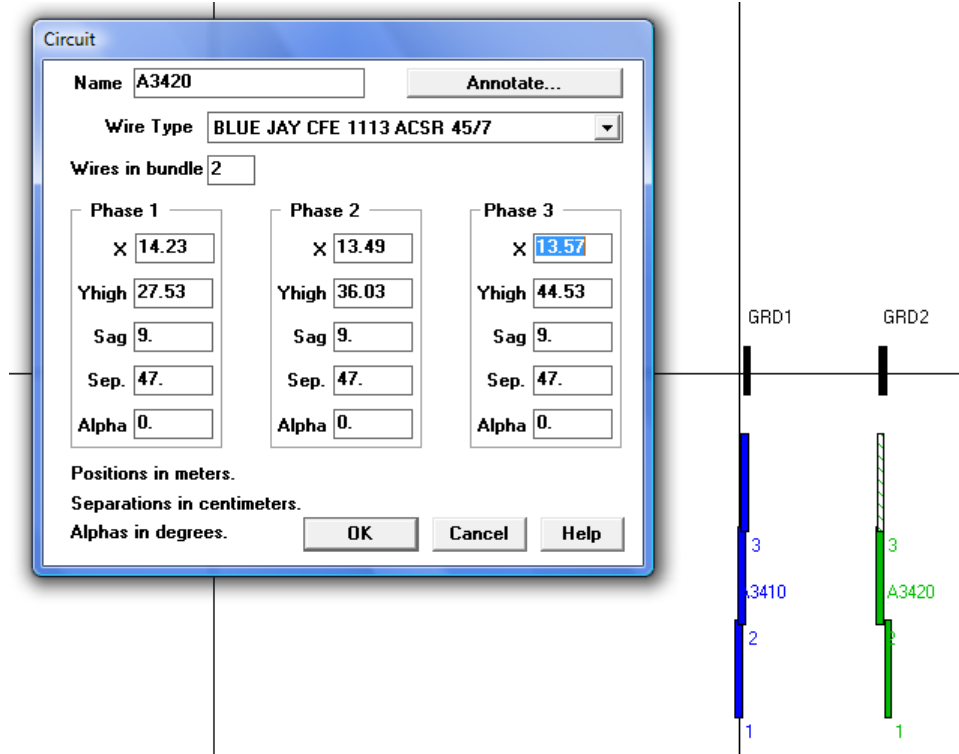 Circuit
Name A3420 Annotate...
Wire Type BLUE JAY CFE 1113 ACSR 45/7
Wires in bundle 2
Phase 1 Phase 2 Phase 3
X 14.23 X 13.49 X 13.57
Yhigh 27.53 Yhigh 36.03 Yhigh 44.53
Sag 9. Sag 9. Sag 9.
Sep. 47. Sep. 47. Sep. 47.
Alpha 0. Alpha 0. Alpha 0.
Positions in meters.
Separations in centimeters.
Alphas in degrees. OK Cancel Help
GRD1 GRD2
3 3
A3410 A3420
2 2
1 1